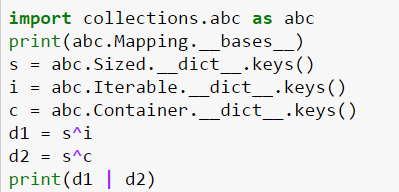 import collections.abc as abc
print(abc.Mapping.__bases__)
s = abc.Sized.__dict__.keys()
i = abc.Iterable.__dict__.keys()
c = abc.Container.__dict__.keys()
d1 = s^i
d2 = s^c
print(d1 | d2)